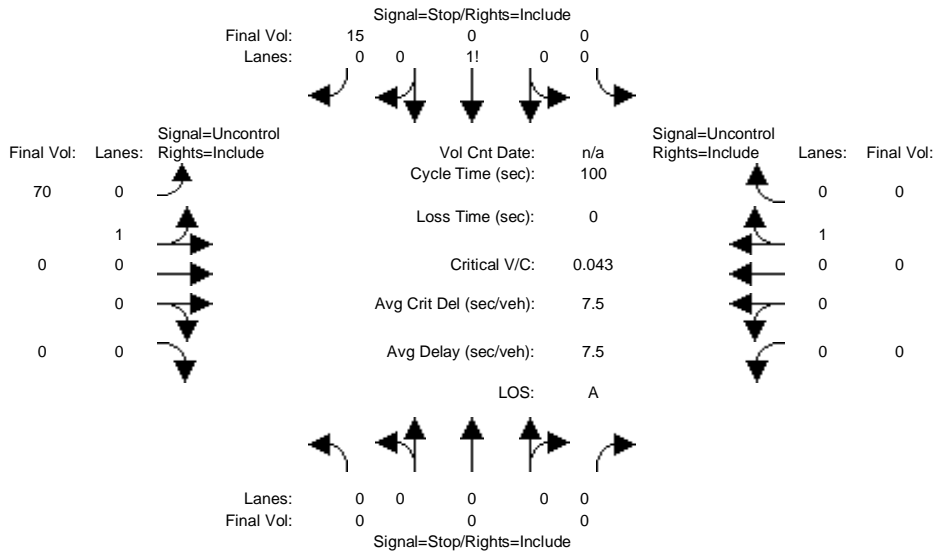 Signal=Stop/Rights=Include
Final Vol: 15 0 0
Lanes: 0 0 1! 0 0
Signal=Uncontrol Signal=Uncontrol
Final Vol: Lanes: Rights=Include Vol Cnt Date: n/a Rights=Include Lanes: Final Vol:
Cycle Time (sec): 100
70 0 0 0
Loss Time (sec): 0
1 1
0 0 Critical V/C: 0.043 0 0
0 Avg Crit Del (sec/veh): 7.5 0
0 0 Avg Delay (sec/veh): 7.5 0 0
LOS: A
Lanes: 0 0 0 0 0
Final Vol: 0 0 0
Signal=Stop/Rights=Include